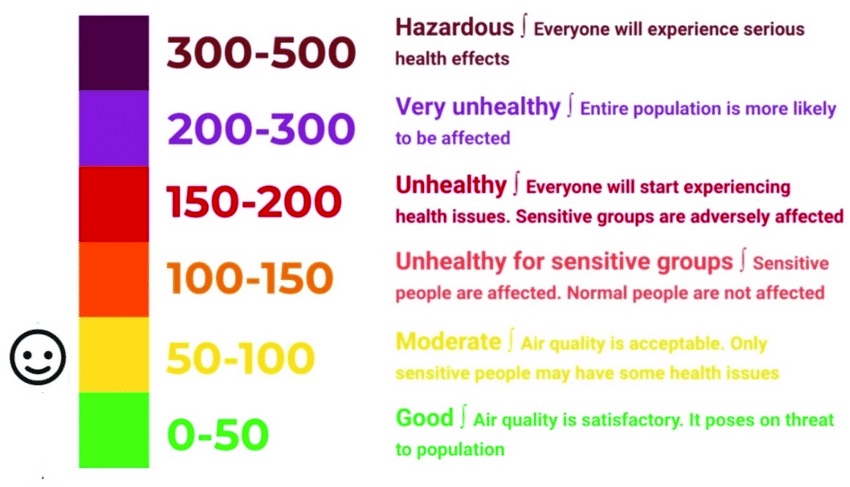 300-500
Hazardous ∫ Everyone will experience serious
health effects
200-300
Very unhealthy ∫ Entire population is more likely
to be affected
150-200
Unhealthy ∫ Everyone will start experiencing
health issues. Sensitive groups are adversely affected
100-150
Unhealthy for sensitive groups ∫ Sensitive
people are affected. Normal people are not affected
50-100
Moderate ∫ Air quality is acceptable. Only
sensitive people may have some health issues
0-50
Good ∫ Air quality is satisfactory. It poses on threat
to population